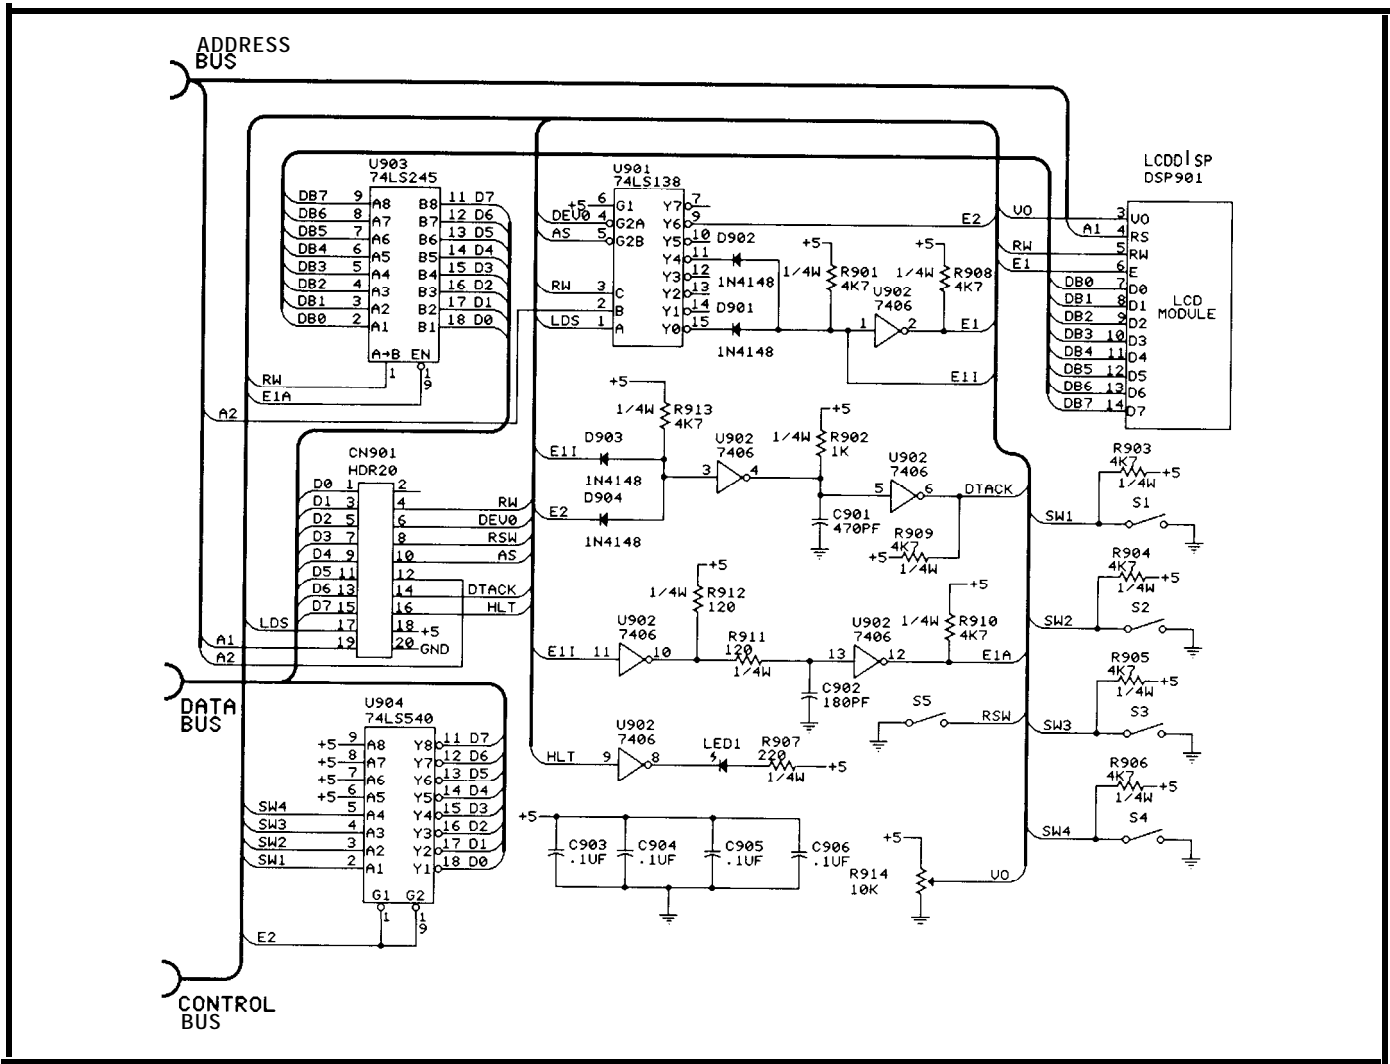 ADDRESS
BUS
U903
74LS245
DB7 9 A8 B8 11 D7
DB6 8 A7 B7 12 D6
DB5 7 A6 B6 13 D5
DB4 6 A5 B5 14 D4
DB3 5 A4 B4 15 D3
DB2 4 A3 B3 16 D2
DB1 3 A2 B2 17 D1
DB0 2 A1 B1 18 D0
A→B EN
1 19
RW
E1A
A2
U901
74LS138
+5 6 G1 Y7 7
DEV0 4 G2A Y6 9 E2
AS 5 G2B Y5 10
Y4 11
Y3 12
RW 3 C Y2 13
2 B Y1 14
LDS 1 A Y0 15
D902
1N4148
D901
1N4148
+5
1/4W R901
4K7
+5
1/4W R908
4K7
U902
7406
1 2 E1
E1I
LCDDISP
DSP901
VO 3 VO
A1 4 RS
RW 5 RW
E1 6 E
DB0 7 D0
DB1 8 D1
DB2 9 D2
DB3 10 D3
DB4 11 D4
DB5 12 D5
DB6 13 D6
DB7 14 D7
LCD
MODULE
+5
1/4W R913
4K7
E1I D903
1N4148
E2 D904
1N4148
U902
7406
3 4
+5
1/4W R902
1K
C901
470PF
U902
7406
5 6 DTACK
R909
4K7
+5
1/4W
CN901
HDR20
D0 1 2
D1 3 4 RW
D2 5 6 DEV0
D3 7 8 RSW
D4 9 10 AS
D5 11 12
D6 13 14 DTACK
D7 15 16 HLT
LDS 17 18 +5
A1 19 20 GND
A2
R903
4K7
+5
1/4W
SW1 S1
R904
4K7
+5
1/4W
SW2 S2
R905
4K7
+5
1/4W
SW3 S3
R906
4K7
+5
1/4W
SW4 S4
+5
1/4W R912
120
U902
7406
E1I 11 10
R911
120
1/4W
C902
180PF
U902
7406
13 12 E1A
+5
1/4W R910
4K7
S5 RSW
DATA
BUS
U904
74LS540
+5 9 A8 Y8 11 D7
+5 8 A7 Y7 12 D6
+5 7 A6 Y6 13 D5
+5 6 A5 Y5 14 D4
SW4 5 A4 Y4 15 D3
SW3 4 A3 Y3 16 D2
SW2 3 A2 Y2 17 D1
SW1 2 A1 Y1 18 D0
G1 G2
1 19
E2
U902
7406
HLT 9 8
LED1
R907
220
1/4W
+5
+5
C903
.1UF
C904
.1UF
C905
.1UF
C906
.1UF
+5
R914
10K
VO
CONTROL
BUS